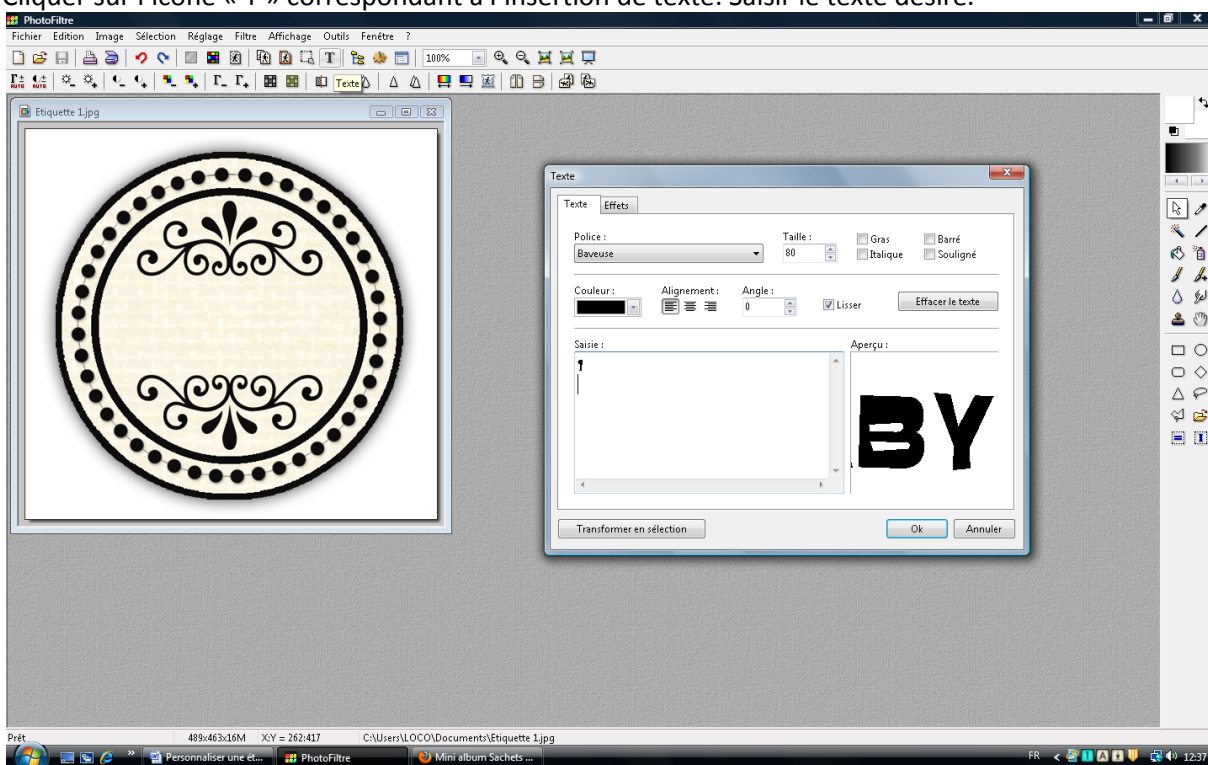 Cliquer sur l'icône « T » correspondant à l'insertion de texte. Saisir le texte désiré.
PhotoFiltre
Fichier Edition Image Sélection Réglage Filtre Affichage Outils Fenêtre ?
T 100%
AUTO AUTO Texte
Etiquette 1.jpg
Texte
Texte Effets
Police : Taille :
Baveuse 80 Gras Barré
Italique Souligné
Couleur : Alignement : Angle :
0 Lisser Effacer le texte
Saisie : Aperçu :
BY
Transformer en sélection Ok Annuler
Prêt 489x463x16M X:Y = 262:417 C:\Users\LOCO\Documents\Etiquette 1.jpg
Personnaliser une ét... PhotoFiltre Mini album Sachets ... FR 12:37